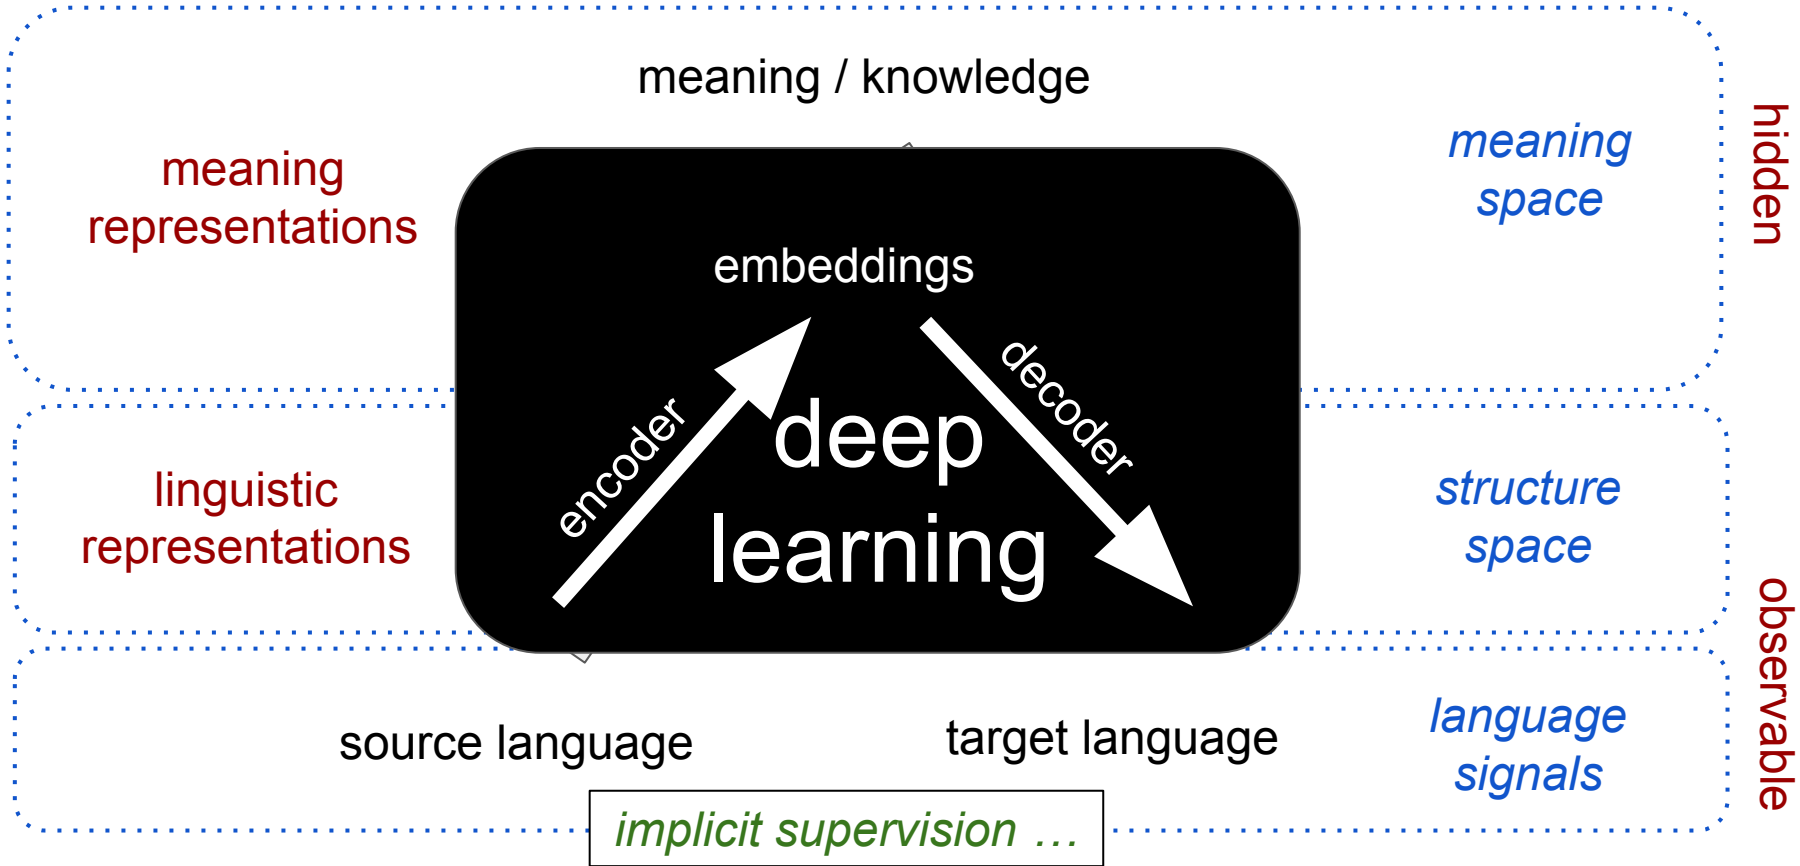 meaning / knowledge
meaning
representations
meaning
space
hidden
embeddings
encoder
decoder
deep
learning
linguistic
representations
structure
space
observable
source language
target language
language
signals
implicit supervision …